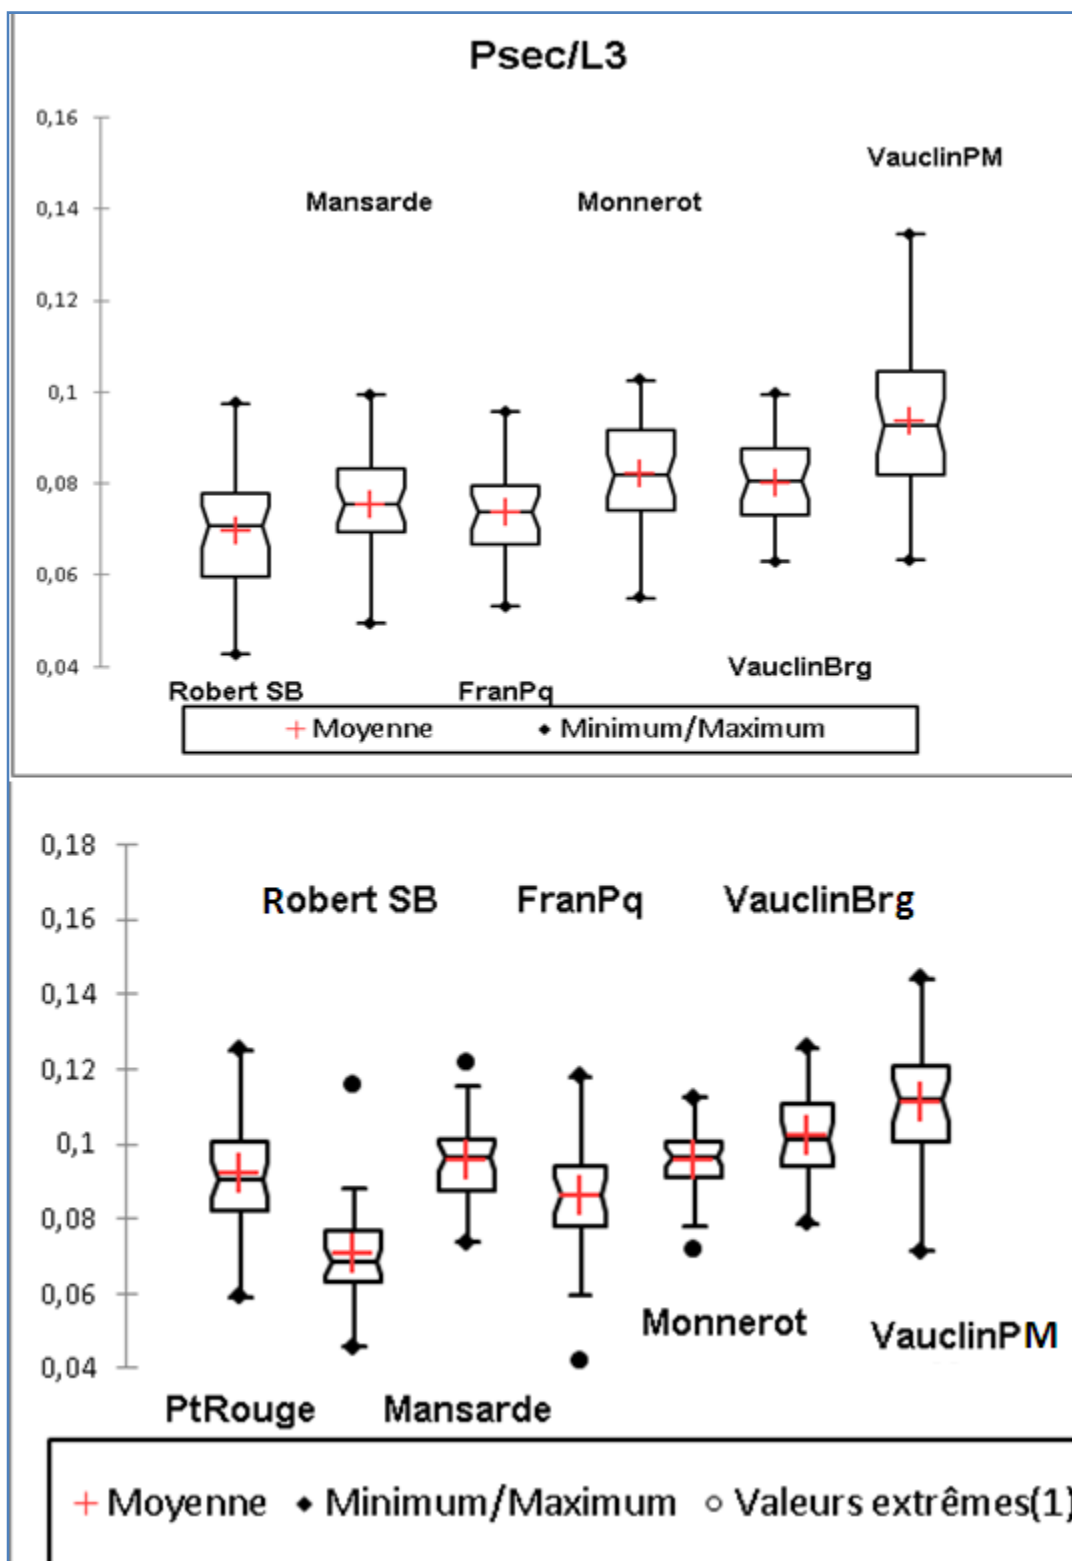 Psec/L3
0,16
VauclinPM
Mansarde Monnerot
0,14
0,12
0,1
0,08
0,06
0,04
VauclinBrg
Robert SB FranPq
Moyenne Minimum/Maximum
0,18
Robert SB FranPq VauclinBrg
0,16
0,14
0,12
0,1
0,08
0,06
Monnerot VauclinPM
0,04
PtRouge Mansarde
Moyenne Minimum/Maximum Valeurs extrêmes(1)